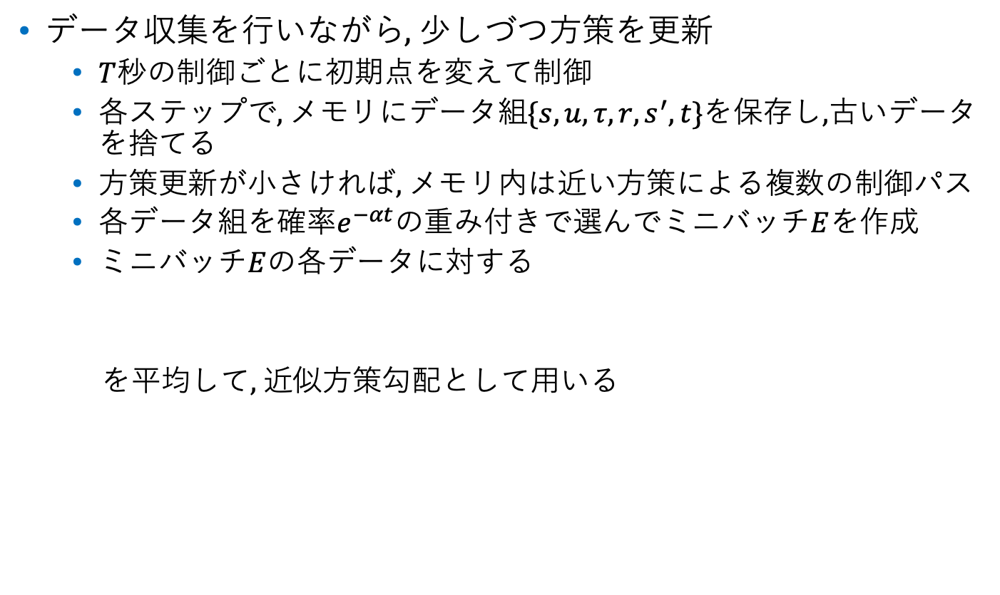 • データ収集を行いながら, 少しづつ方策を更新
• T秒の制御ごとに初期点を変えて制御
• 各ステップで, メモリにデータ組{s, u, τ, r, s′, t}を保存し,古いデータ
を捨てる
• 方策更新が小さければ, メモリ内は近い方策による複数の制御パス
• 各データ組を確率e^{−αt}の重み付きで選んでミニバッチEを作成
• ミニバッチEの各データに対する
を平均して, 近似方策勾配として用いる